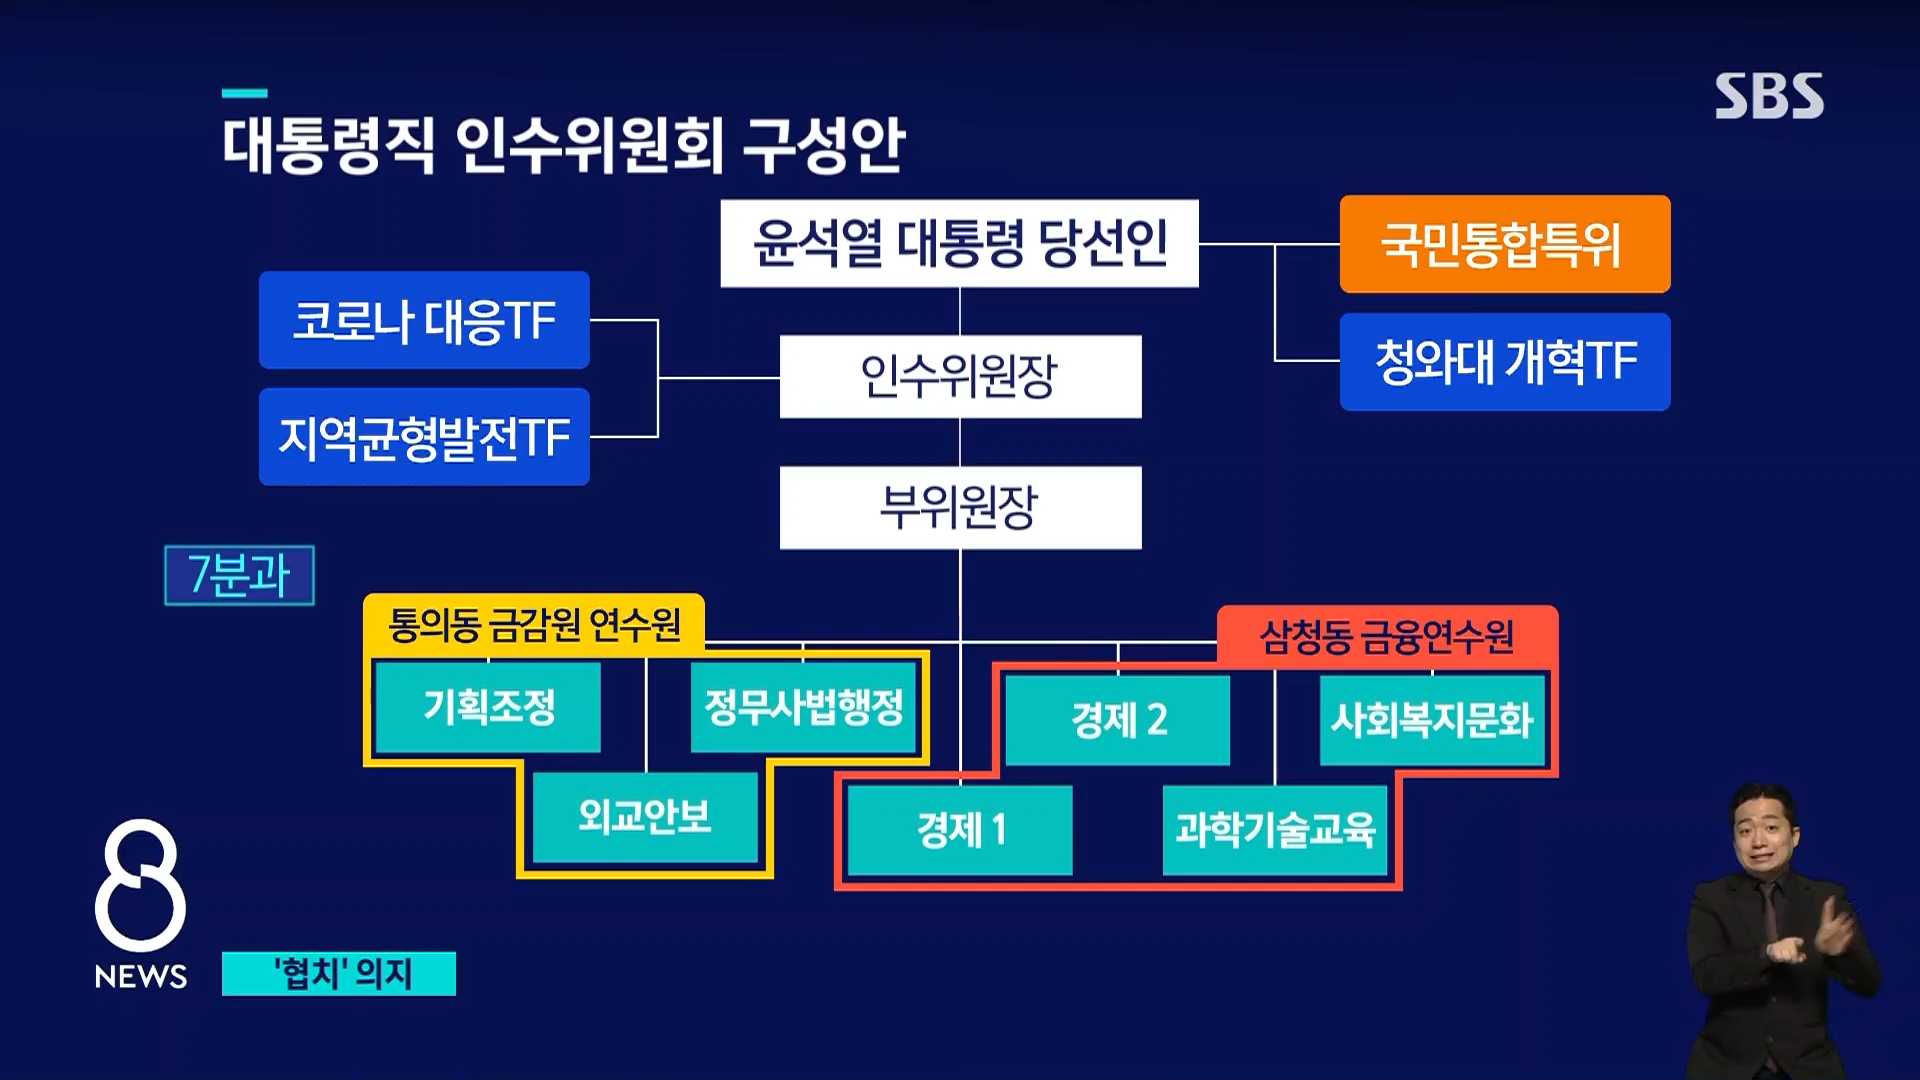 SBS
대통령직 인수위원회 구성안
윤석열 대통령 당선인
국민통합특위
코로나 대응TF
청와대 개혁TF
인수위원장
지역균형발전TF
부위원장
7분과
통의동 금감원 연수원
삼청동 금융연수원
기획조정
정무사법행정
경제 2
사회복지문화
외교안보
경제 1
과학기술교육
8
NEWS
'협치' 의지